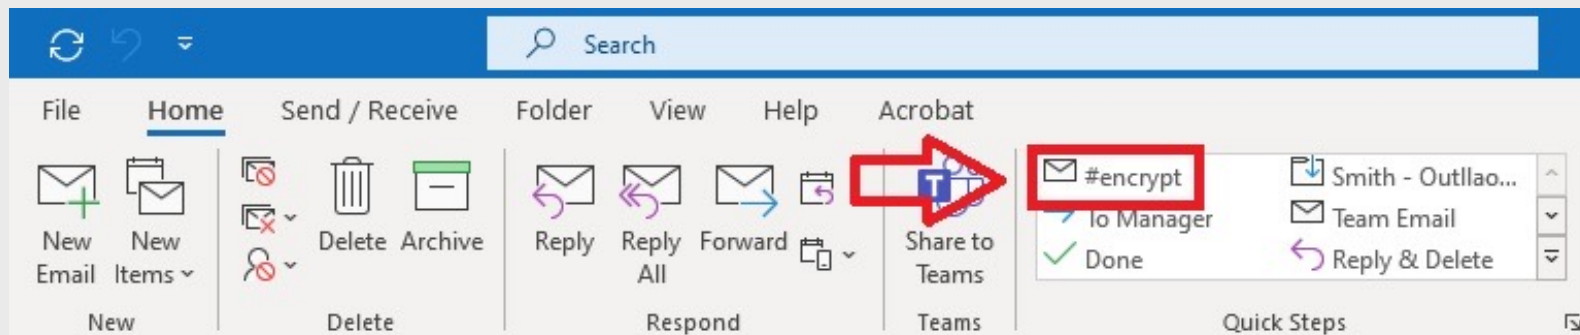 Search
File Home Send / Receive Folder View Help Acrobat
New Email
New Items
Delete
Archive
Reply
Reply All
Forward
Share to Teams
T
#encrypt
To Manager
Done
Smith - Outllao...
Team Email
Reply & Delete
New Delete Respond Teams Quick Steps